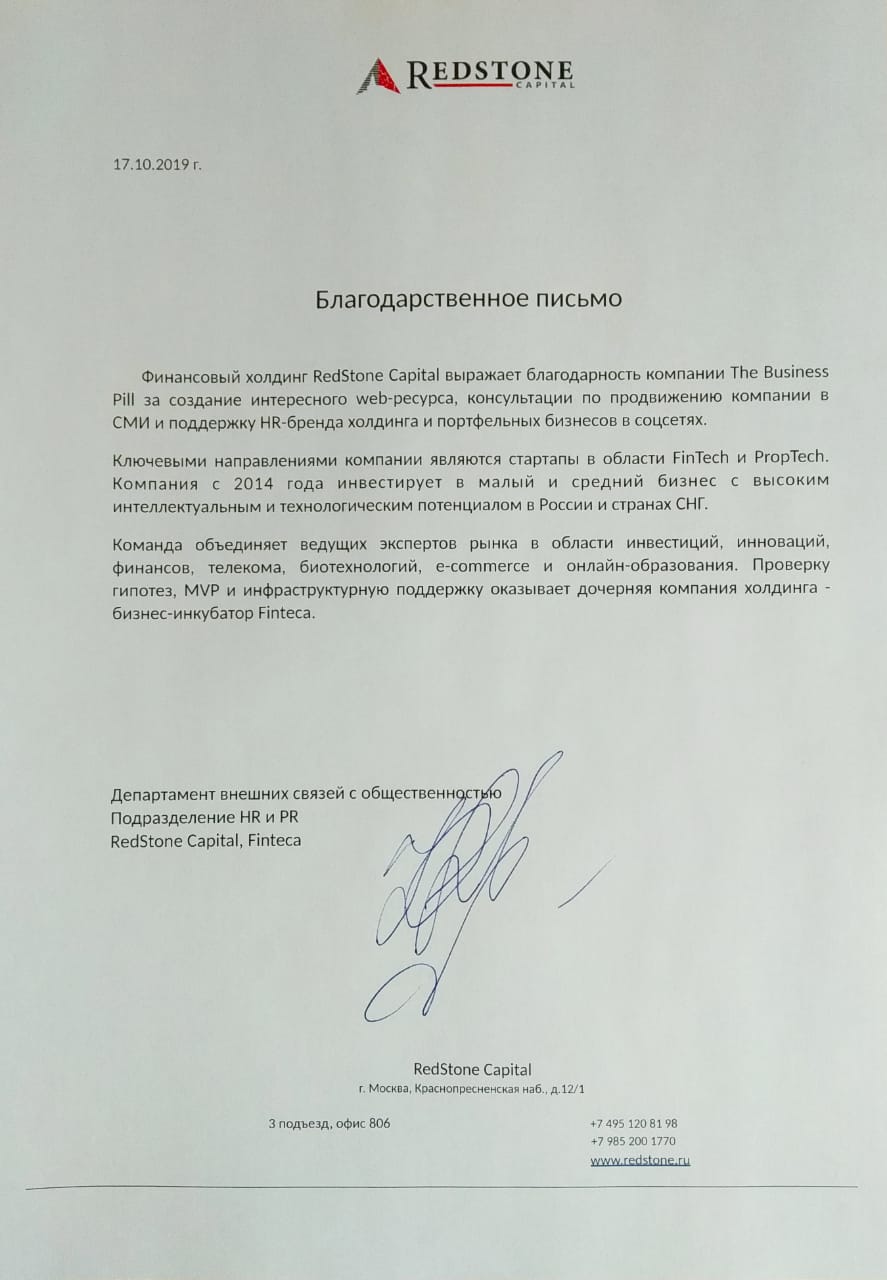 REDSTONE
CAPITAL
17.10.2019 г.
Благодарственное письмо
Финансовый холдинг RedStone Capital выражает благодарность компании The Business
Pill за создание интересного web-ресурса, консультации по продвижению компании в
СМИ и поддержку HR-бренда холдинга и портфельных бизнесов в соцсетях.
Ключевыми направлениями компании являются стартапы в области FinTech и PropTech.
Компания с 2014 года инвестирует в малый и средний бизнес с высоким
интеллектуальным и технологическим потенциалом в России и странах СНГ.
Команда объединяет ведущих экспертов рынка в области инвестиций, инноваций,
финансов, телекома, биотехнологий, e-commerce и онлайн-образования. Проверку
гипотез, MVP и инфраструктурную поддержку оказывает дочерняя компания холдинга -
бизнес-инкубатор Finteca.
Департамент внешних связей с общественностью
Подразделение HR и PR
RedStone Capital, Finteca
RedStone Capital
г. Москва, Краснопресненская наб., д.12/1
3 подъезд, офис 806
+7 495 120 81 98
+7 985 200 1770
www.redstone.ru